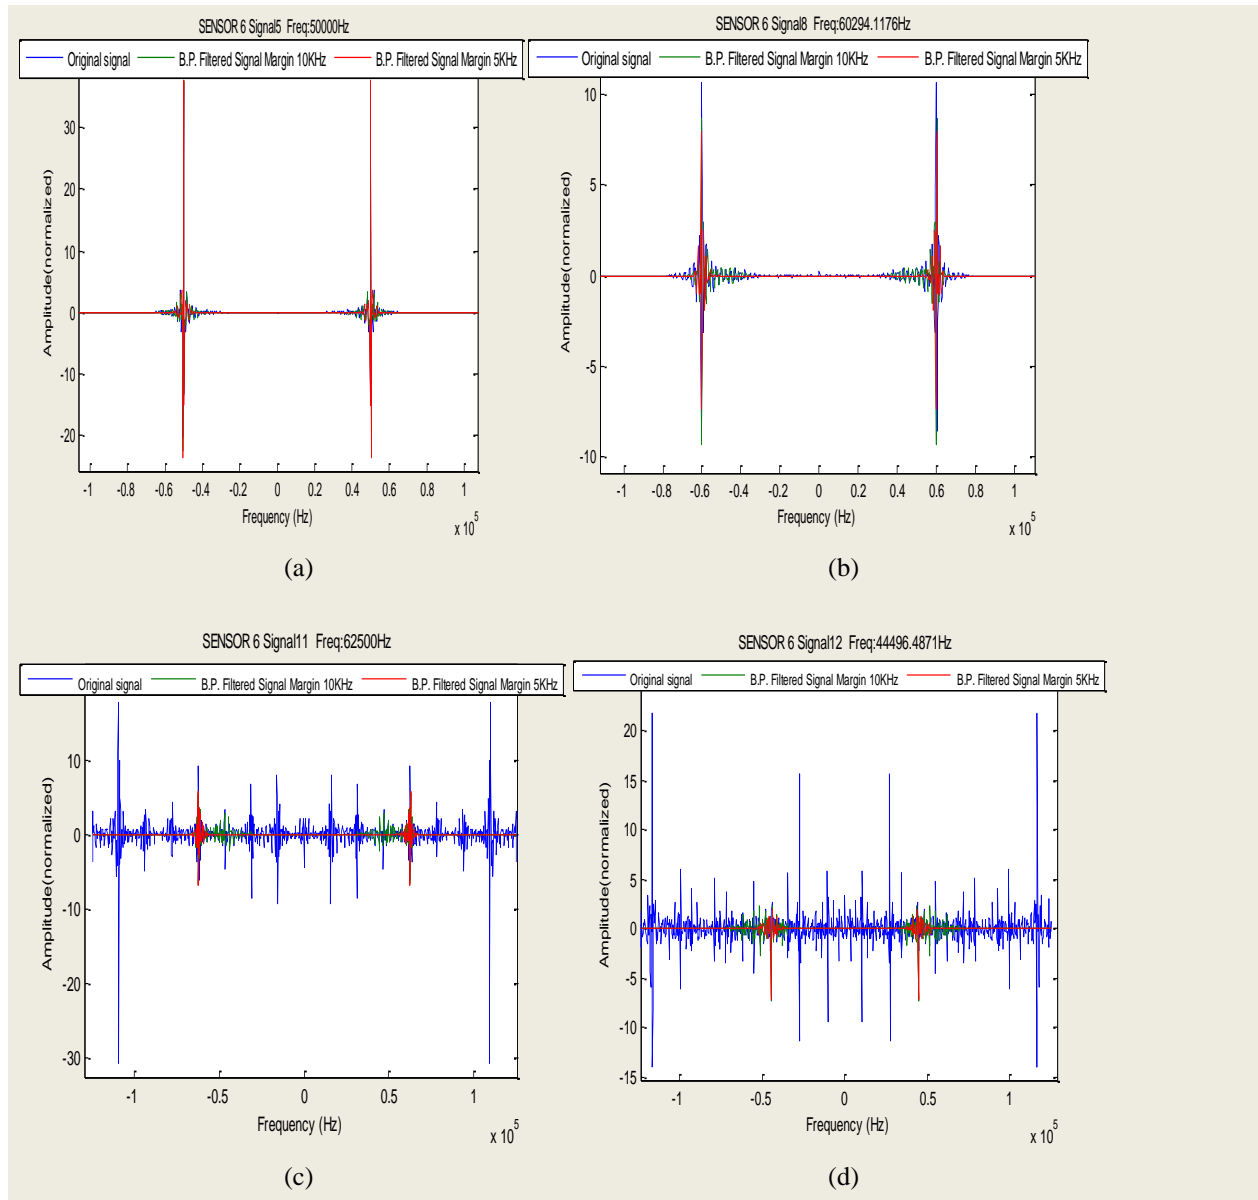 SENSOR 6 Signal5 Freq:50000Hz
Original signal B.P. Filtered Signal Margin 10KHz B.P. Filtered Signal Margin 5KHz
30
20
10
0
-10
-20
Amplitude(normalized)
-1 -0.8 -0.6 -0.4 -0.2 0 0.2 0.4 0.6 0.8 1
Frequency (Hz)
x 10^5
(a)
SENSOR 6 Signal8 Freq:60294.1176Hz
Original signal B.P. Filtered Signal Margin 10KHz B.P. Filtered Signal Margin 5KHz
10
5
0
-5
-10
Amplitude(normalized)
-1 -0.8 -0.6 -0.4 -0.2 0 0.2 0.4 0.6 0.8 1
Frequency (Hz)
x 10^5
(b)
SENSOR 6 Signal11 Freq:62500Hz
Original signal B.P. Filtered Signal Margin 10KHz B.P. Filtered Signal Margin 5KHz
10
0
-10
-20
-30
Amplitude(normalized)
-1 -0.5 0 0.5 1
Frequency (Hz)
x 10^5
(c)
SENSOR 6 Signal12 Freq:44496.4871Hz
Original signal B.P. Filtered Signal Margin 10KHz B.P. Filtered Signal Margin 5KHz
20
15
10
5
0
-5
-10
-15
Amplitude(normalized)
-1 -0.5 0 0.5 1
Frequency (Hz)
x 10^5
(d)